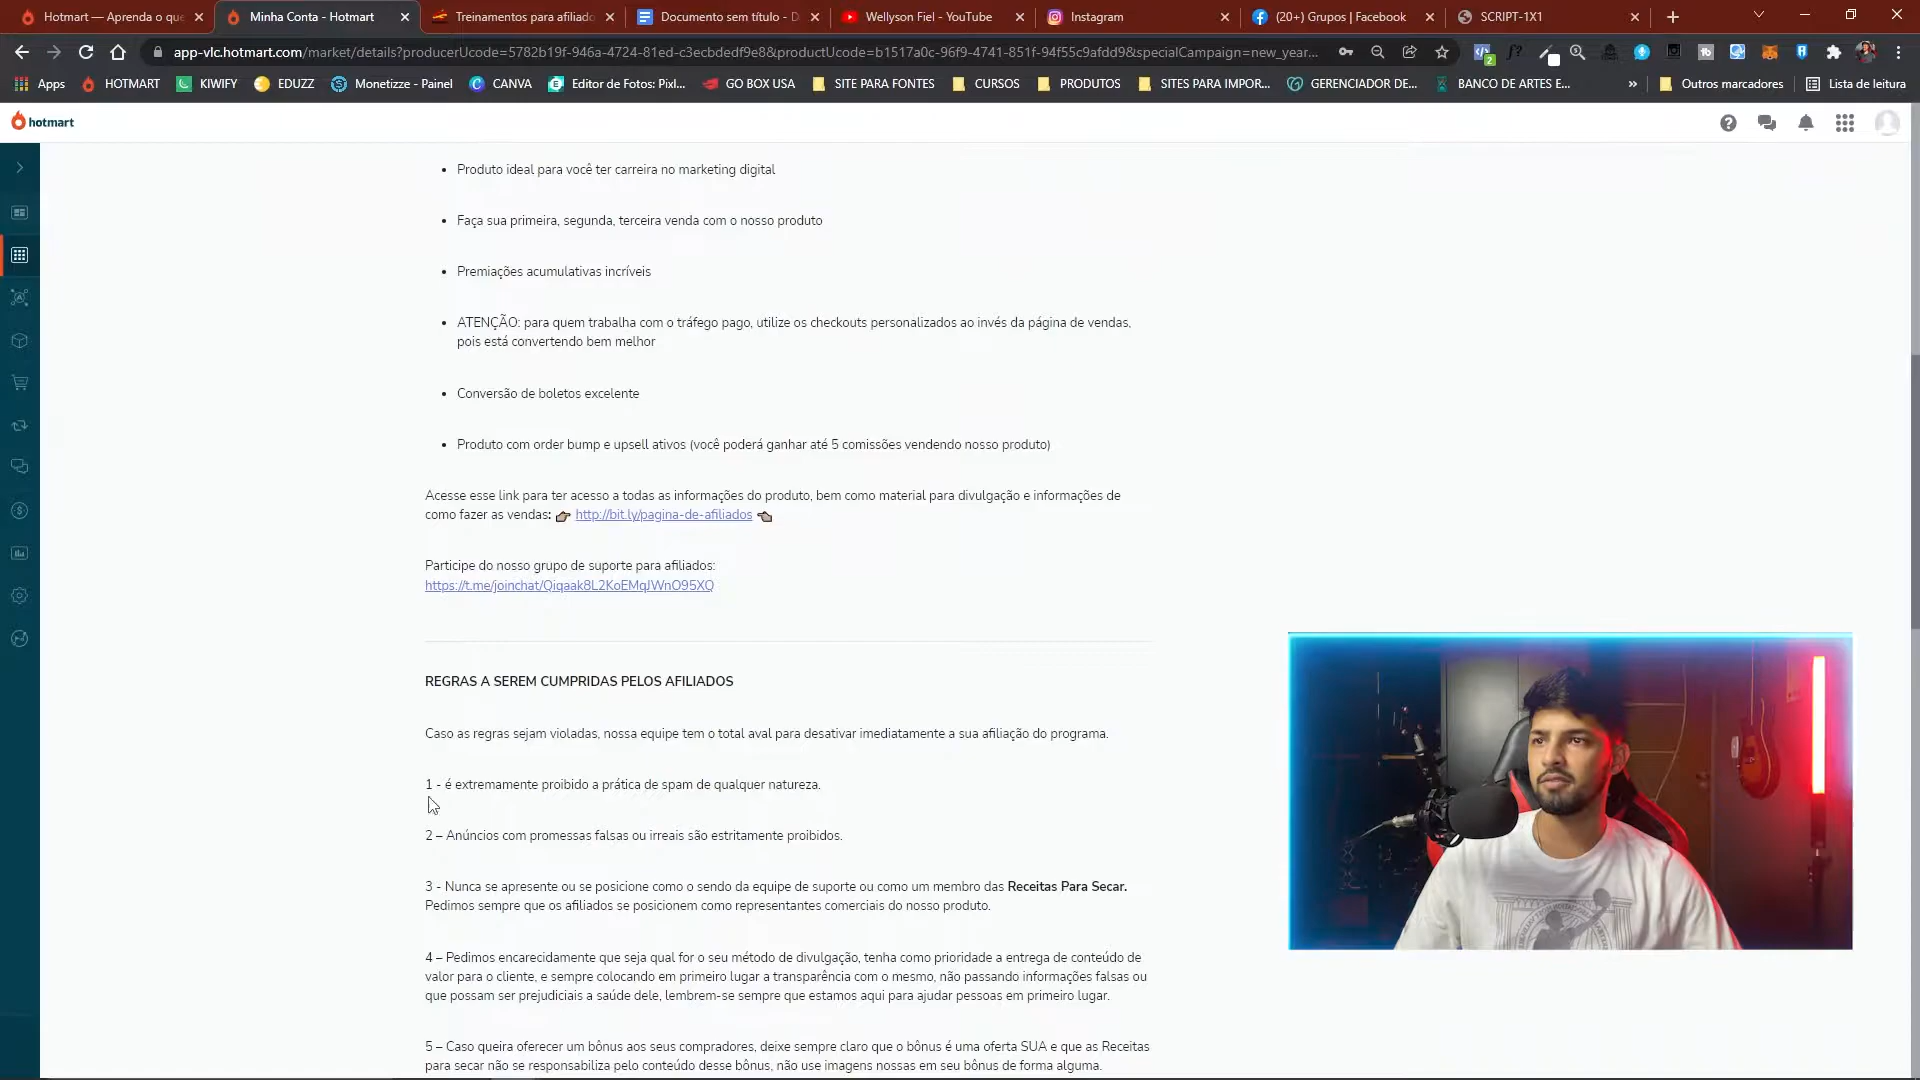 Hotmart — Aprenda o que
Minha Conta - Hotmart
Treinamentos para afiliado
Documento sem título - D
Wellyson Fiel - YouTube
Instagram
(20+) Grupos | Facebook
SCRIPT-1X1
app-vlc.hotmart.com/market/details?producerUcode=5782b19f-946a-4724-81ed-c3ecbdedf9e8&productUcode=b1517a0c-96f9-4741-851f-94f55c9afdd9&specialCampaign=new_year...
Apps
HOTMART
KIWIFY
EDUZZ
Monetizze - Painel
CANVA
Editor de Fotos: Pixl...
GO BOX USA
SITE PARA FONTES
CURSOS
PRODUTOS
SITES PARA IMPOR...
GERENCIADOR DE...
BANCO DE ARTES E...
»
Outros marcadores
Lista de leitura
hotmart
• Produto ideal para você ter carreira no marketing digital
• Faça sua primeira, segunda, terceira venda com o nosso produto
• Premiações acumulativas incríveis
• ATENÇÃO: para quem trabalha com o tráfego pago, utilize os checkouts personalizados ao invés da página de vendas,
pois está convertendo bem melhor
• Conversão de boletos excelente
• Produto com order bump e upsell ativos (você poderá ganhar até 5 comissões vendendo nosso produto)
Acesse esse link para ter acesso a todas as informações do produto, bem como material para divulgação e informações de
como fazer as vendas: 👉 http://bit.ly/pagina-de-afiliados 👈
Participe do nosso grupo de suporte para afiliados:
https://t.me/joinchat/Qiqaak8L2KoEMqJWnO95XQ
REGRAS A SEREM CUMPRIDAS PELOS AFILIADOS
Caso as regras sejam violadas, nossa equipe tem o total aval para desativar imediatamente a sua afiliação do programa.
1 - é extremamente proibido a prática de spam de qualquer natureza.
2 – Anúncios com promessas falsas ou irreais são estritamente proibidos.
3 - Nunca se apresente ou se posicione como o sendo da equipe de suporte ou como um membro das Receitas Para Secar.
Pedimos sempre que os afiliados se posicionem como representantes comerciais do nosso produto.
4 – Pedimos encarecidamente que seja qual for o seu método de divulgação, tenha como prioridade a entrega de conteúdo de
valor para o cliente, e sempre colocando em primeiro lugar a transparência com o mesmo, não passando informações falsas ou
que possam ser prejudiciais a saúde dele, lembrem-se sempre que estamos aqui para ajudar pessoas em primeiro lugar.
5 – Caso queira oferecer um bônus aos seus compradores, deixe sempre claro que o bônus é uma oferta SUA e que as Receitas
para secar não se responsabiliza pelo conteúdo desse bônus, não use imagens nossas em seu bônus de forma alguma.